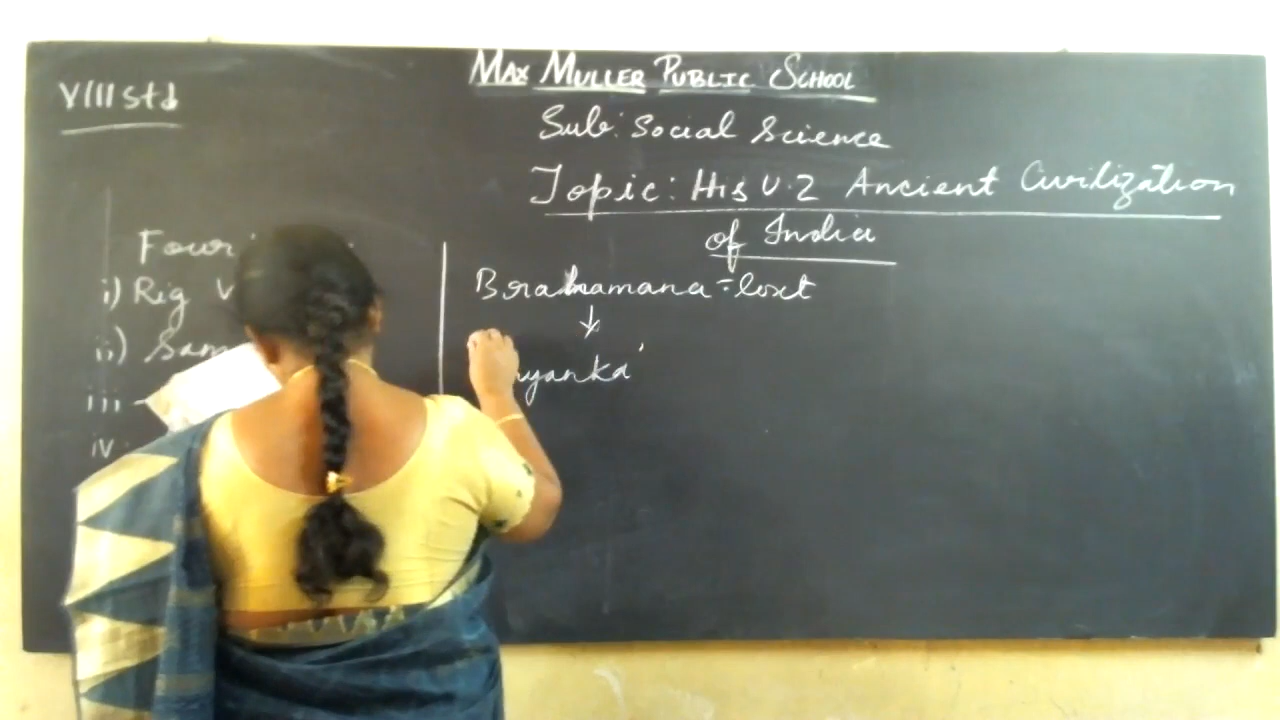 MAX MULLER PUBLIC SCHOOL
VIII std
Sub: Social Science
Topic: His U.2 Ancient Civilization
of India
Four
i) Rig V
ii) Sam
iii
iv
Brahamana = text
↓
yanka